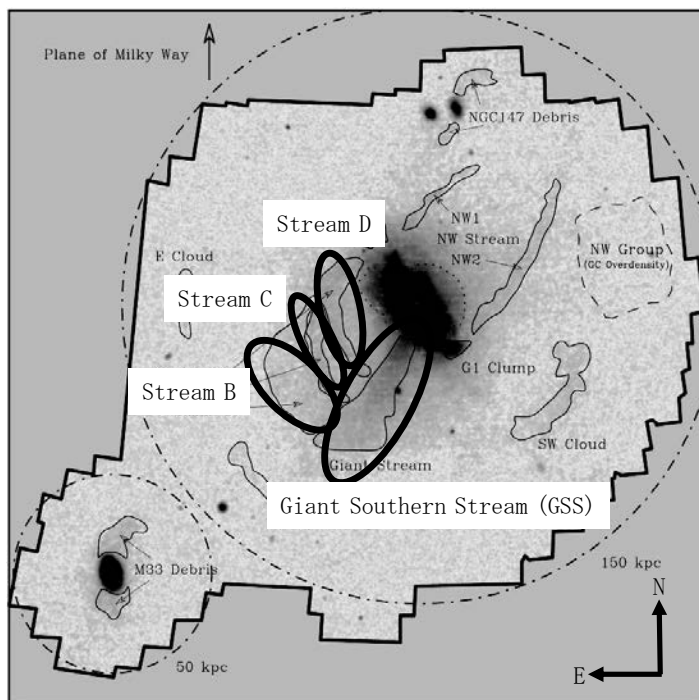 Plane of Milky Way
NGC147 Debris
NW1
Stream D
NW Stream
E Cloud
NW2
NW Group
(GC Overdensity)
Stream C
G1 Clump
Stream B
SW Cloud
Giant Stream
Giant Southern Stream (GSS)
M33 Debris
150 kpc
N
50 kpc
E